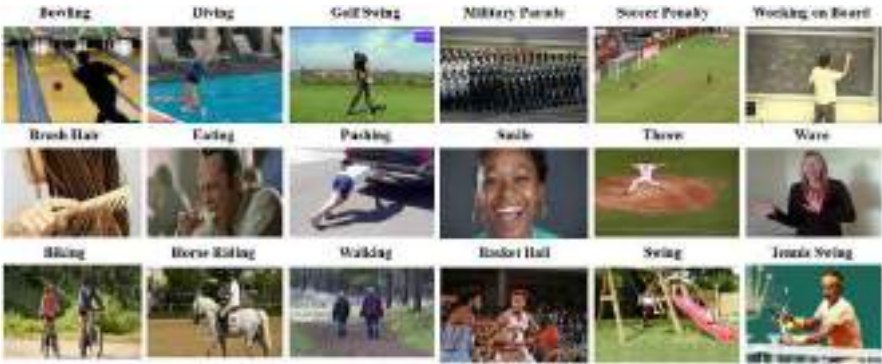 Bowling Diving Golf Swing Military Parade Soccer Penalty Working on Board
Brush Hair Eating Pushing Smile Throw Wave
Biking Horse Riding Walking Basket Ball Swing Tennis Swing